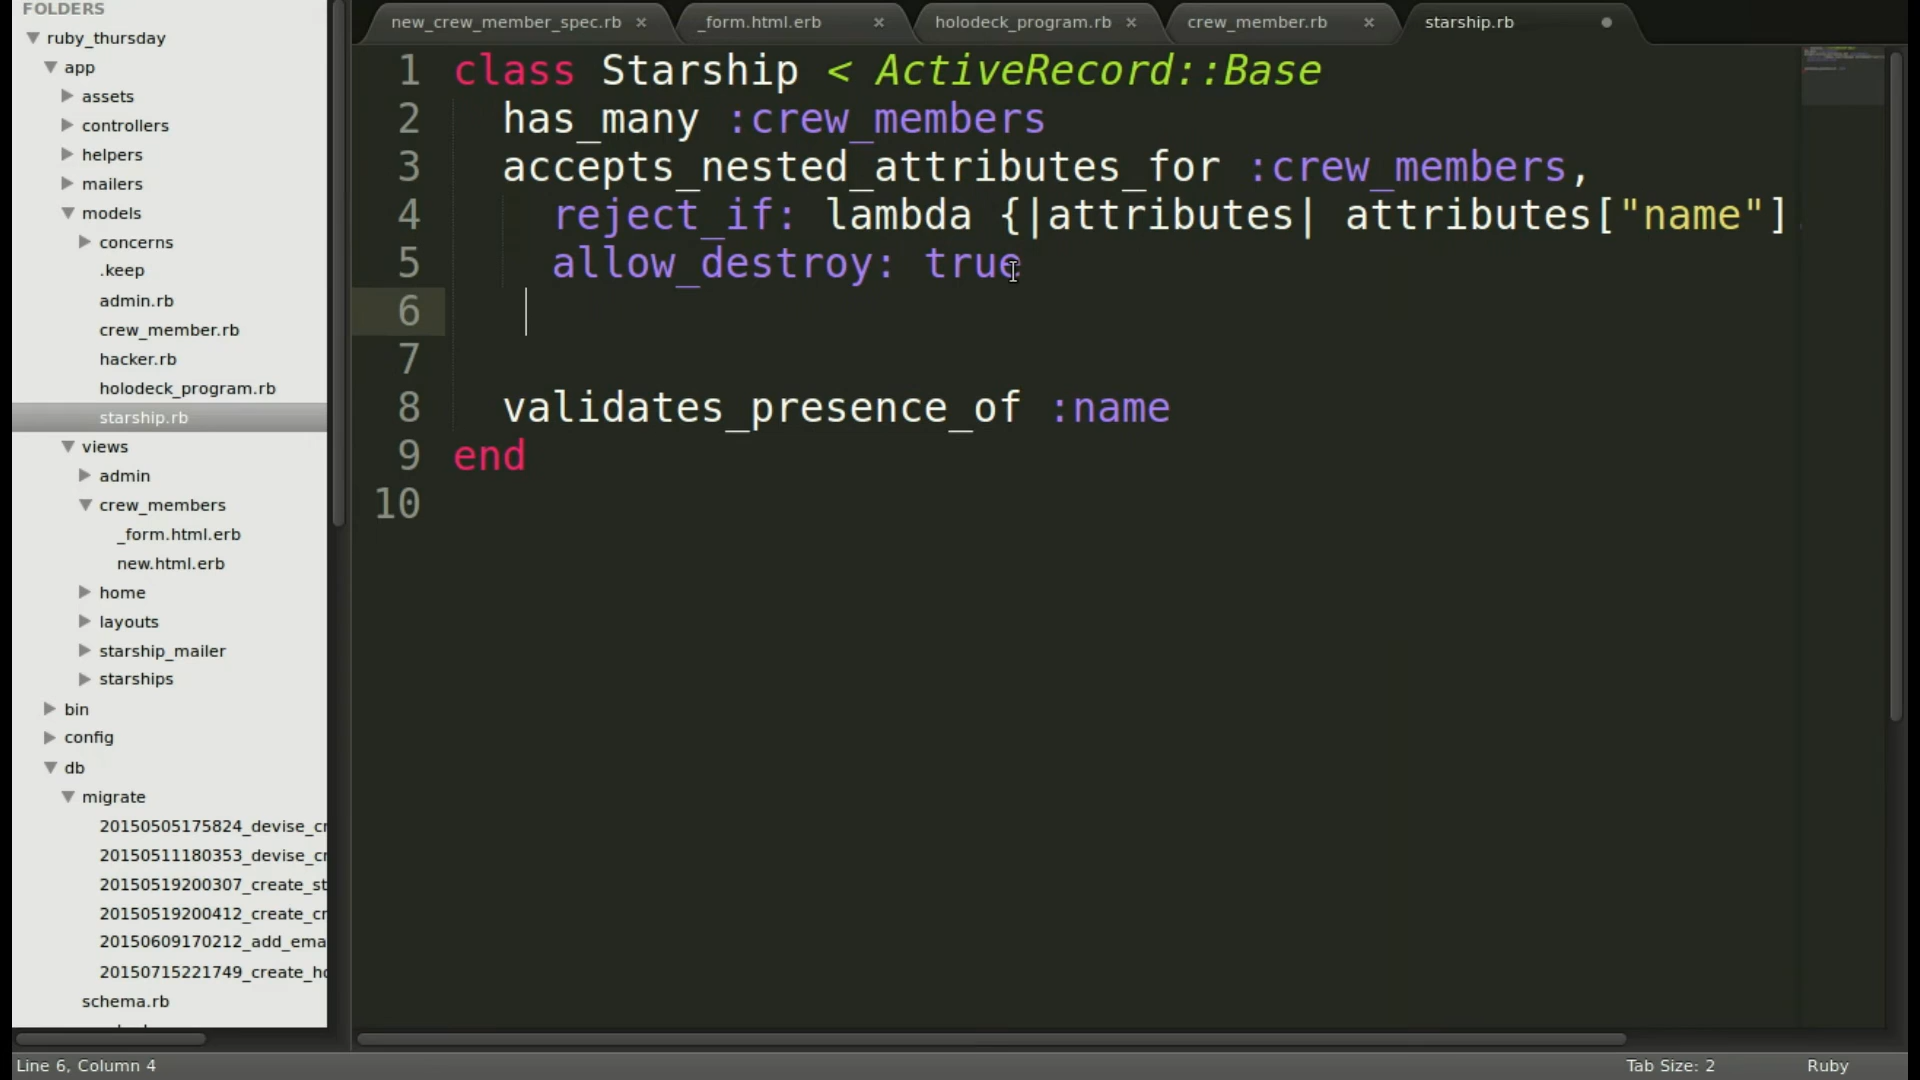 FOLDERS
ruby_thursday
app
assets
controllers
helpers
mailers
models
concerns
.keep
admin.rb
crew_member.rb
hacker.rb
holodeck_program.rb
starship.rb
views
admin
crew_members
_form.html.erb
new.html.erb
home
layouts
starship_mailer
starships
bin
config
db
migrate
20150505175824_devise_cr
20150511180353_devise_cr
20150519200307_create_st
20150519200412_create_cr
20150609170212_add_ema
20150715221749_create_ho
schema.rb
new_crew_member_spec.rb × _form.html.erb × holodeck_program.rb × crew_member.rb × starship.rb
1 class Starship < ActiveRecord::Base
2 has_many :crew_members
3 accepts_nested_attributes_for :crew_members,
4 reject_if: lambda {|attributes| attributes["name"]
5 allow_destroy: true
6
7
8 validates_presence_of :name
9 end
10
Line 6, Column 4
Tab Size: 2
Ruby